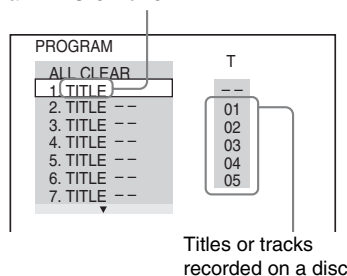 PROGRAM
T
ALL CLEAR
1. TITLE – –
2. TITLE – –
3. TITLE – –
4. TITLE – –
5. TITLE – –
6. TITLE – –
7. TITLE – –
– –
01
02
03
04
05
Titles or tracks
recorded on a disc